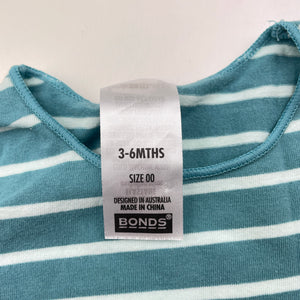 3-6MTHS
SIZE 00
DESIGNED IN AUSTRALIA
MADE IN CHINA
BONDS®